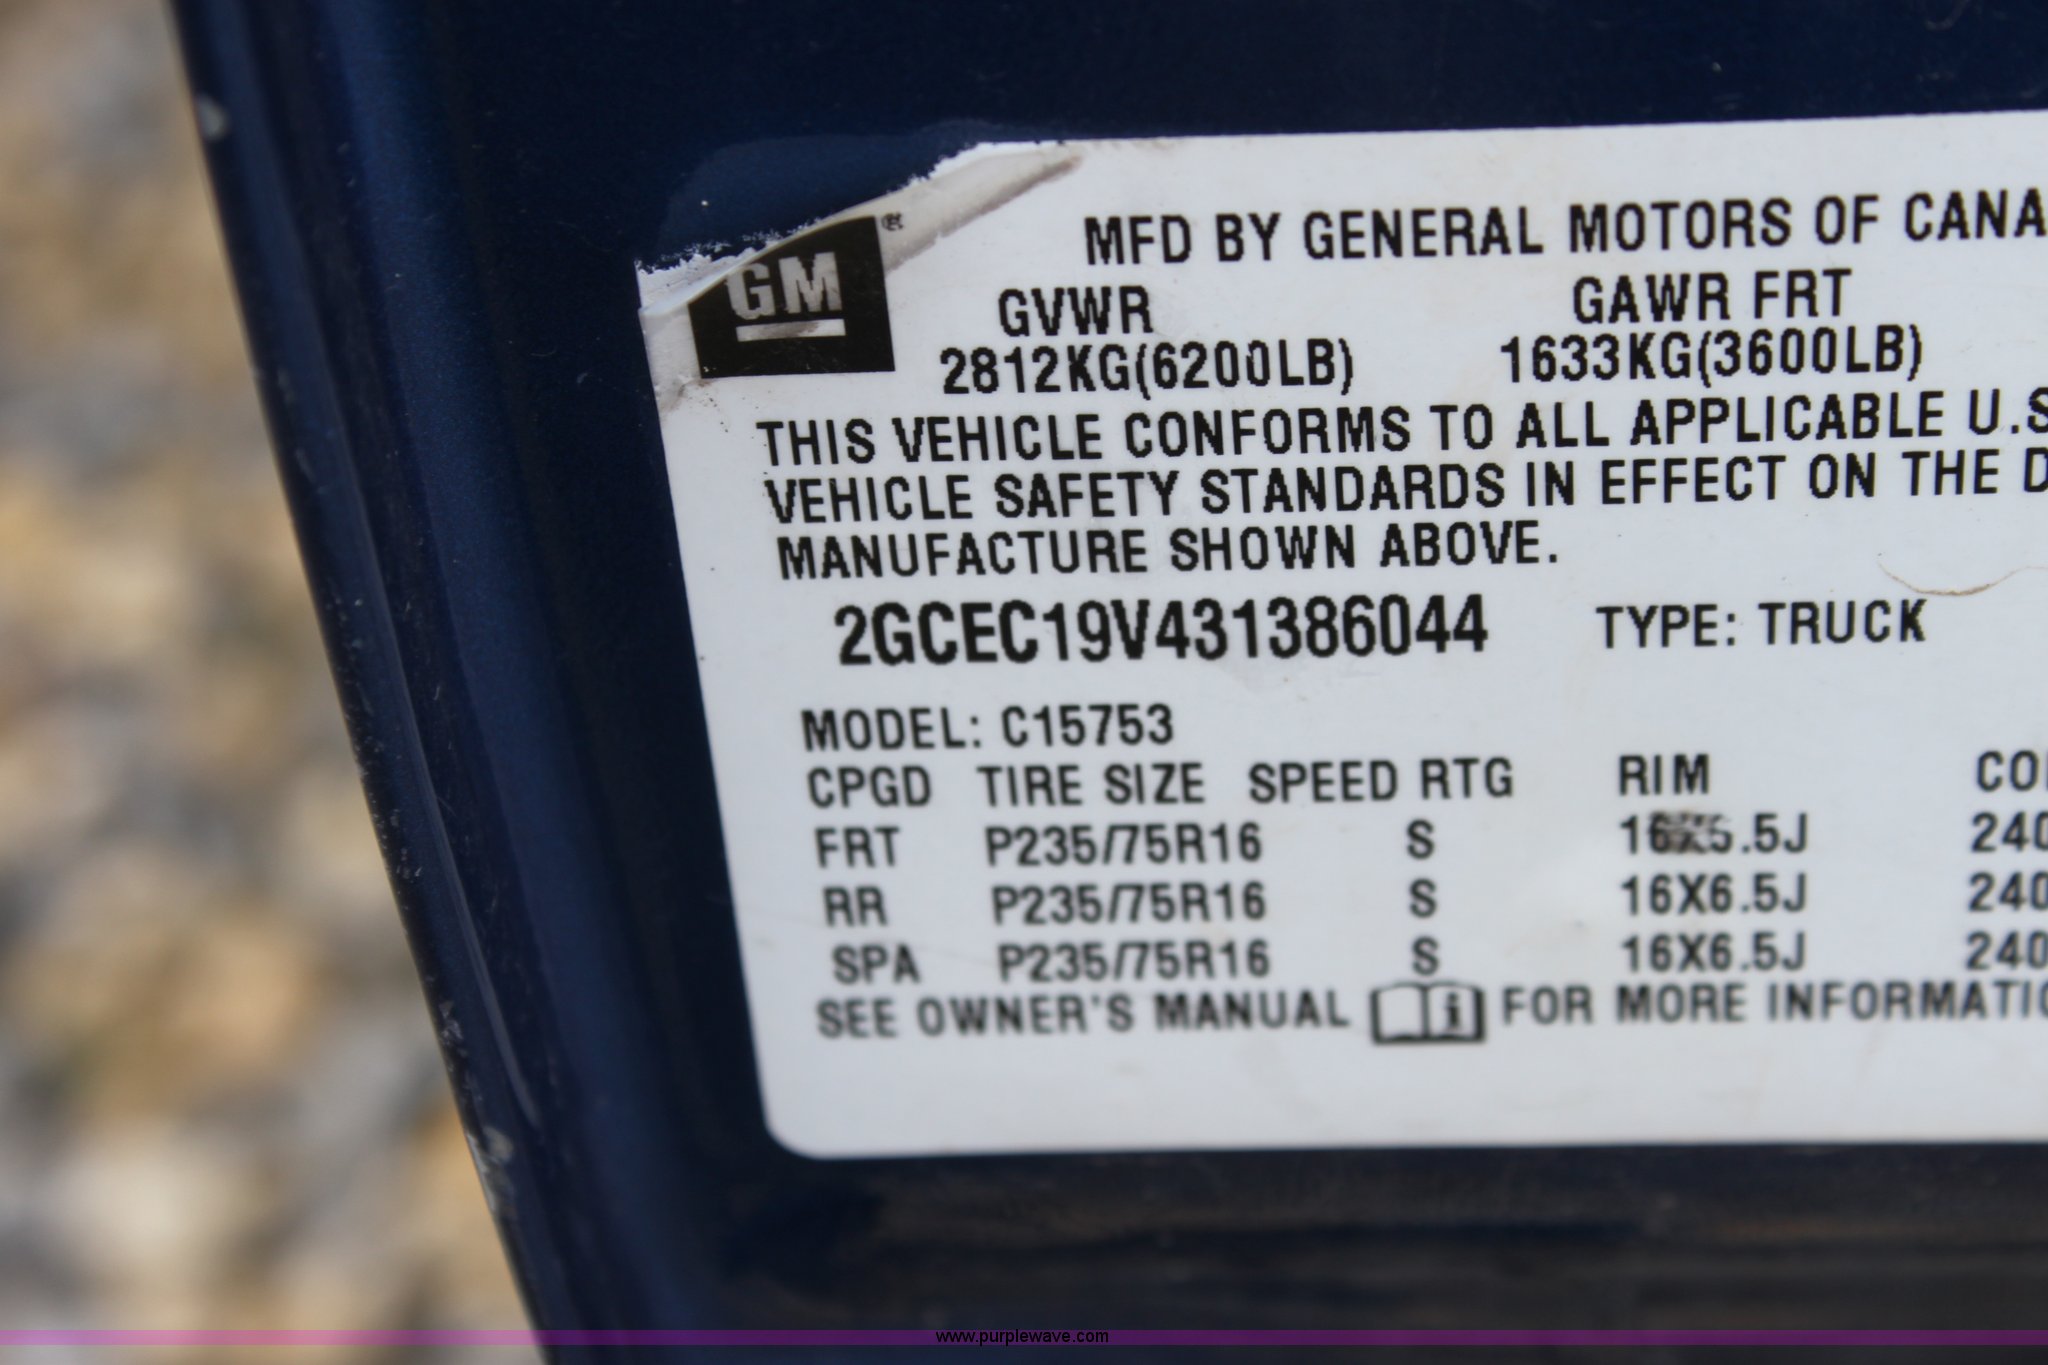 MFD BY GENERAL MOTORS OF CANA
GM ®
GVWR GAWR FRT
2812KG(6200LB) 1633KG(3600LB)
THIS VEHICLE CONFORMS TO ALL APPLICABLE U.S
VEHICLE SAFETY STANDARDS IN EFFECT ON THE D
MANUFACTURE SHOWN ABOVE.
2GCEC19V431386044 TYPE: TRUCK
MODEL: C15753
CPGD TIRE SIZE SPEED RTG RIM CO
FRT P235/75R16 S 16X6.5J 240
RR P235/75R16 S 16X6.5J 240
SPA P235/75R16 S 16X6.5J 240
SEE OWNER'S MANUAL i FOR MORE INFORMATIO
www.purplewave.com